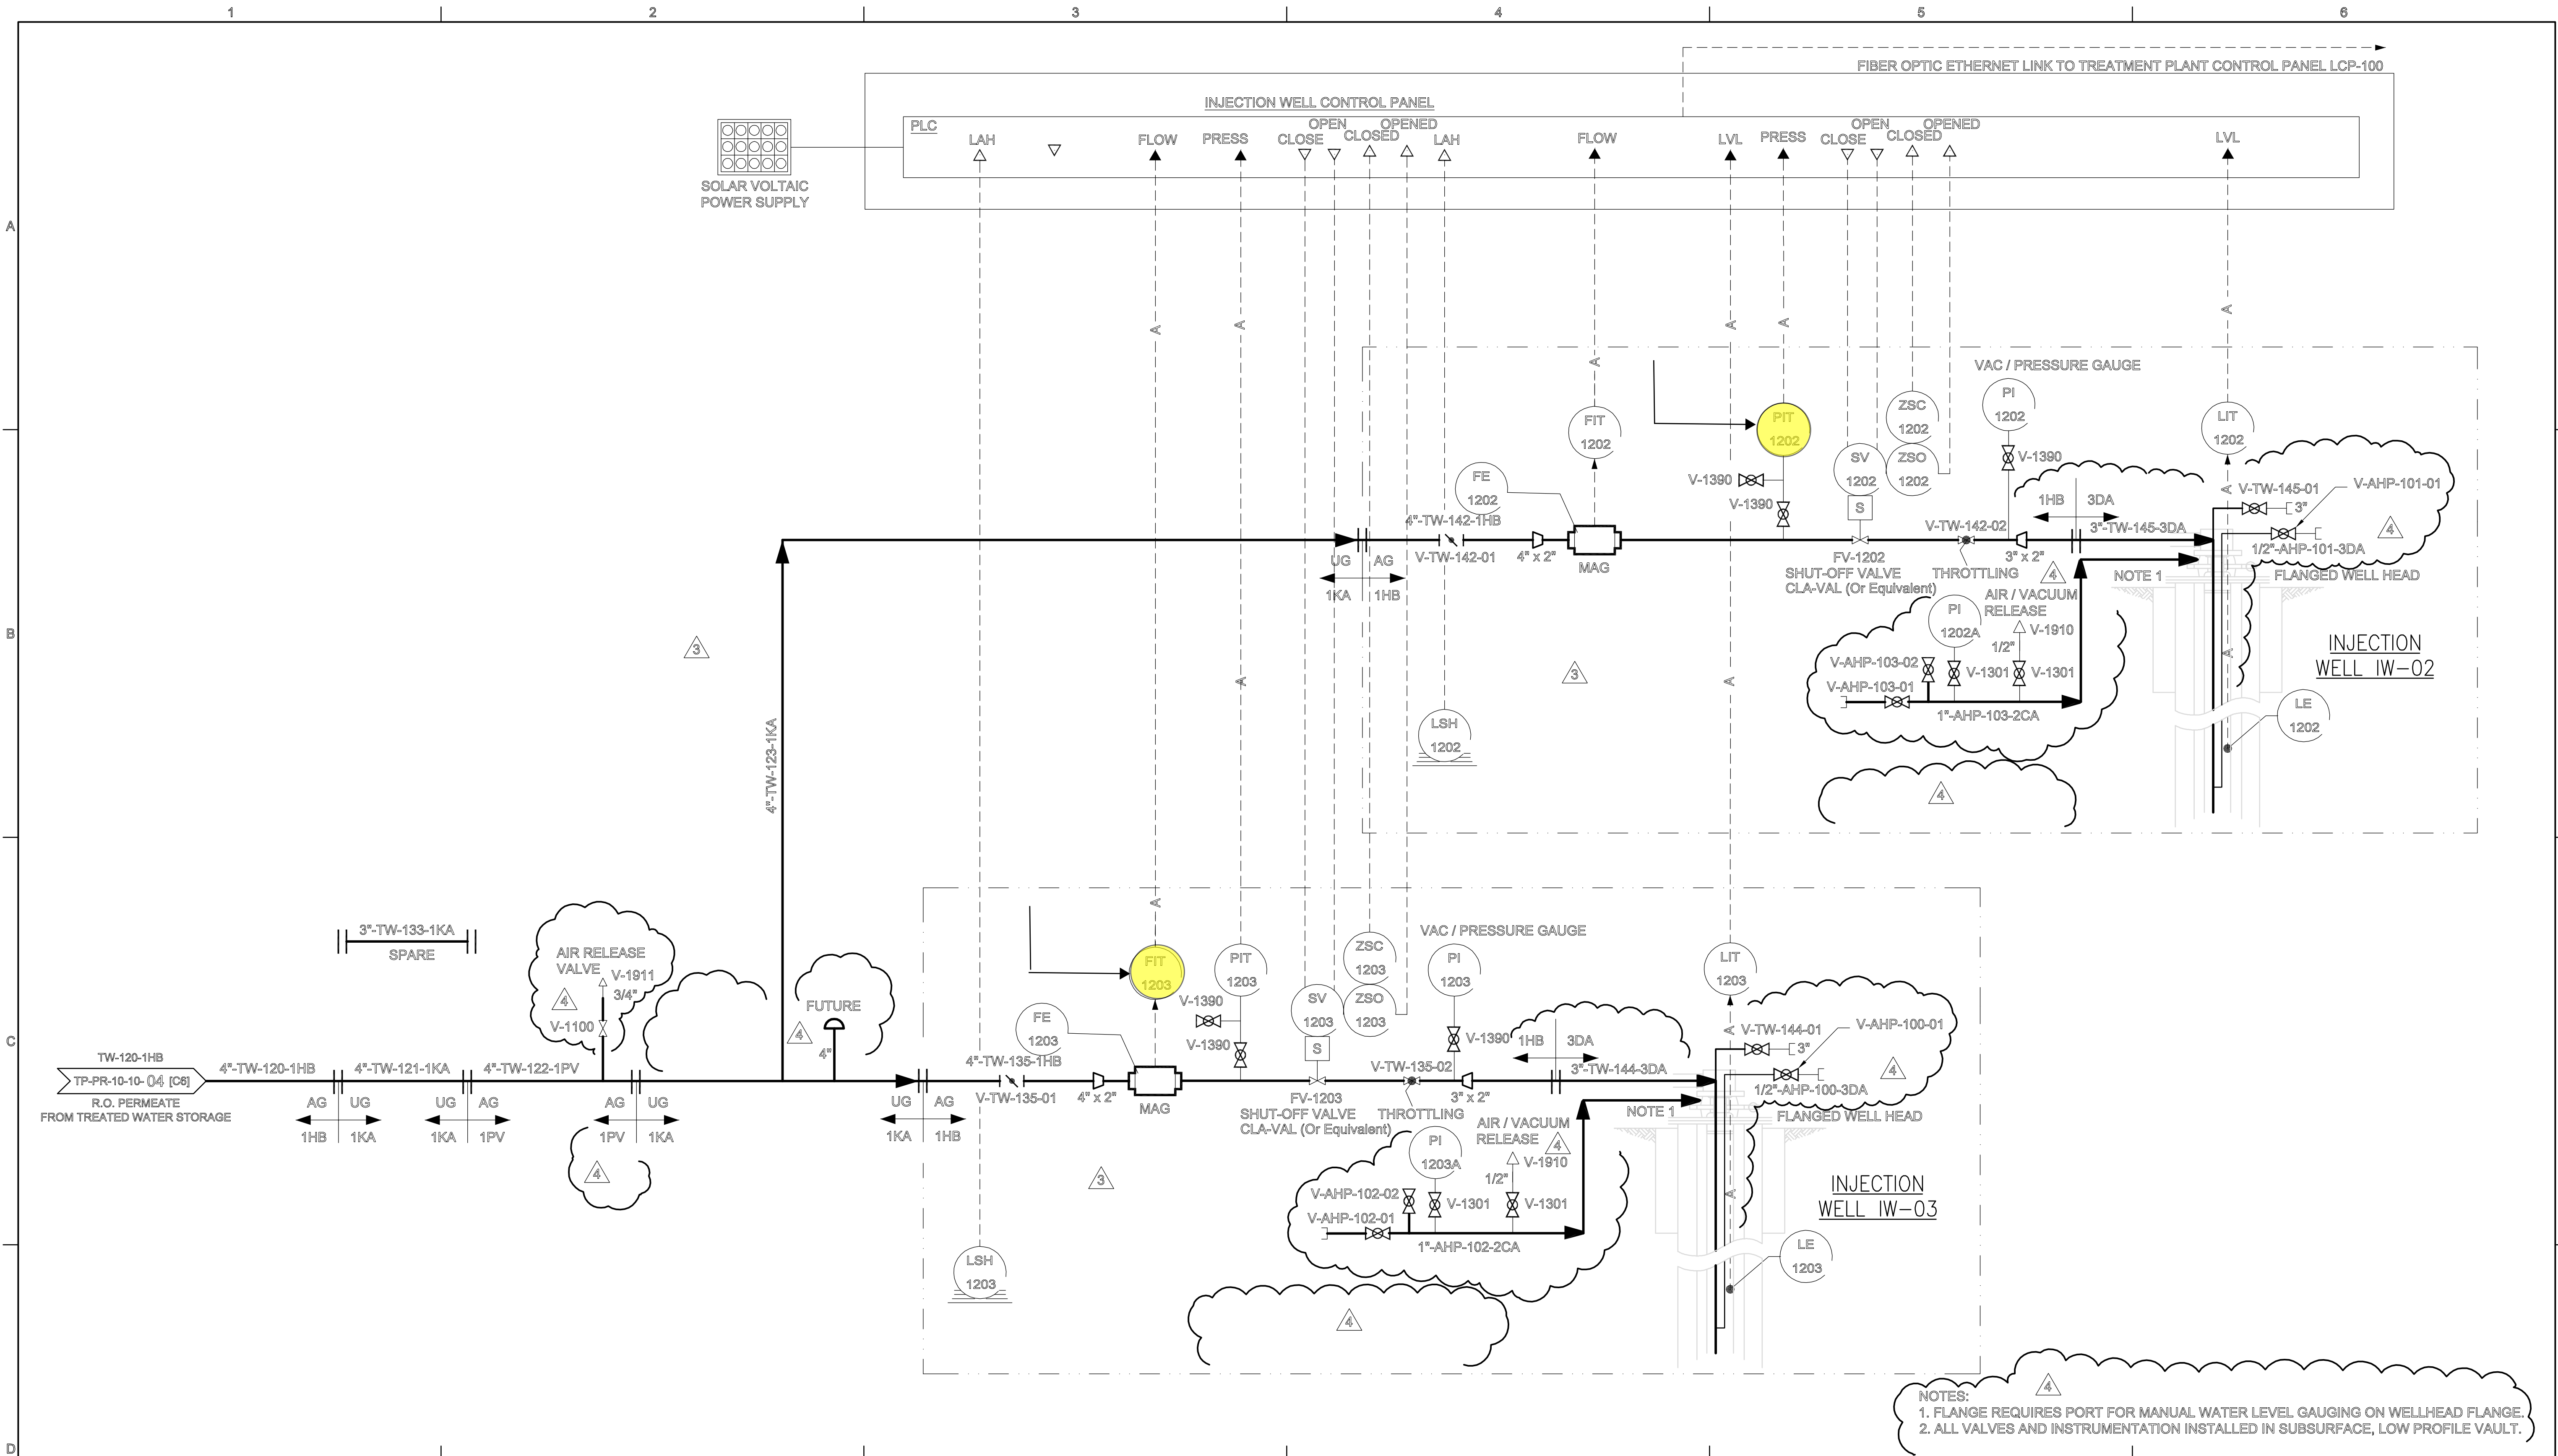 1
2
3
4
5
6
A
B
C
D
FIBER OPTIC ETHERNET LINK TO TREATMENT PLANT CONTROL PANEL LCP-100
INJECTION WELL CONTROL PANEL
PLC
LAH
FLOW
PRESS
CLOSE
OPEN
CLOSED
OPENED
LAH
FLOW
LVL
PRESS
CLOSE
OPEN
CLOSED
OPENED
LVL
SOLAR VOLTAIC
POWER SUPPLY
A
A
A
A
A
A
VAC / PRESSURE GAUGE
PI
1202
ZSC
1202
ZSO
1202
SV
1202
S
PIT
1202
FIT
1202
FE
1202
LIT
1202
V-1390
V-1390
V-1390
1HB
3DA
V-TW-145-01
V-AHP-101-01
3"
4
A
4"-TW-142-1HB
V-TW-142-01
4" x 2"
MAG
V-TW-142-02
3"-TW-145-3DA
1/2"-AHP-101-3DA
FLANGED WELL HEAD
UG
AG
1KA
1HB
FV-1202
SHUT-OFF VALVE
CLA-VAL (Or Equivalent)
THROTTLING
3" x 2"
4
NOTE 1
AIR / VACUUM
RELEASE
PI
1202A
V-1910
1/2"
V-AHP-103-02
V-1301
V-1301
V-AHP-103-01
1"-AHP-103-2CA
A
INJECTION
WELL IW-02
LE
1202
3
3
A
A
LSH
1202
4
4"-TW-123-1KA
A
3"-TW-133-1KA
SPARE
AIR RELEASE
VALVE
V-1911
3/4"
4
V-1100
FUTURE
4
4"
VAC / PRESSURE GAUGE
FIT
1203
PIT
1203
ZSC
1203
ZSO
1203
SV
1203
S
PI
1203
LIT
1203
FE
1203
V-1390
V-1390
V-1390
1HB
3DA
A
V-TW-144-01
V-AHP-100-01
3"
4
TW-120-1HB
TP-PR-10-10- 04 [C6]
R.O. PERMEATE
FROM TREATED WATER STORAGE
4"-TW-120-1HB
4"-TW-121-1KA
4"-TW-122-1PV
AG
UG
1HB
1KA
UG
AG
1KA
1PV
AG
UG
1PV
1KA
4
UG
AG
1KA
1HB
4"-TW-135-1HB
V-TW-135-01
4" x 2"
MAG
V-TW-135-02
3"-TW-144-3DA
1/2"-AHP-100-3DA
FLANGED WELL HEAD
FV-1203
SHUT-OFF VALVE
CLA-VAL (Or Equivalent)
THROTTLING
3" x 2"
NOTE 1
AIR / VACUUM
RELEASE
4
PI
1203A
V-1910
1/2"
V-AHP-102-02
V-1301
V-1301
V-AHP-102-01
1"-AHP-102-2CA
3
A
INJECTION
WELL IW-03
LE
1203
LSH
1203
4
4
NOTES:
1. FLANGE REQUIRES PORT FOR MANUAL WATER LEVEL GAUGING ON WELLHEAD FLANGE.
2. ALL VALVES AND INSTRUMENTATION INSTALLED IN SUBSURFACE, LOW PROFILE VAULT.